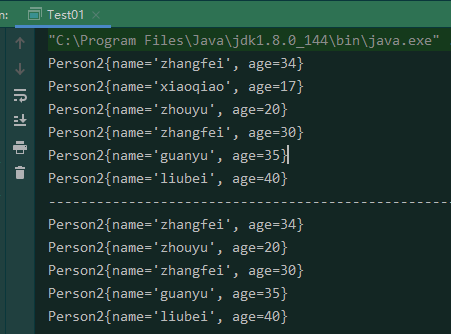 n:
Test01
"C:\Program Files\Java\jdk1.8.0_144\bin\java.exe"
Person2{name='zhangfei', age=34}
Person2{name='xiaoqiao', age=17}
Person2{name='zhouyu', age=20}
Person2{name='zhangfei', age=30}
Person2{name='guanyu', age=35}
Person2{name='liubei', age=40}
--------------------------------------------------
Person2{name='zhangfei', age=34}
Person2{name='zhouyu', age=20}
Person2{name='zhangfei', age=30}
Person2{name='guanyu', age=35}
Person2{name='liubei', age=40}